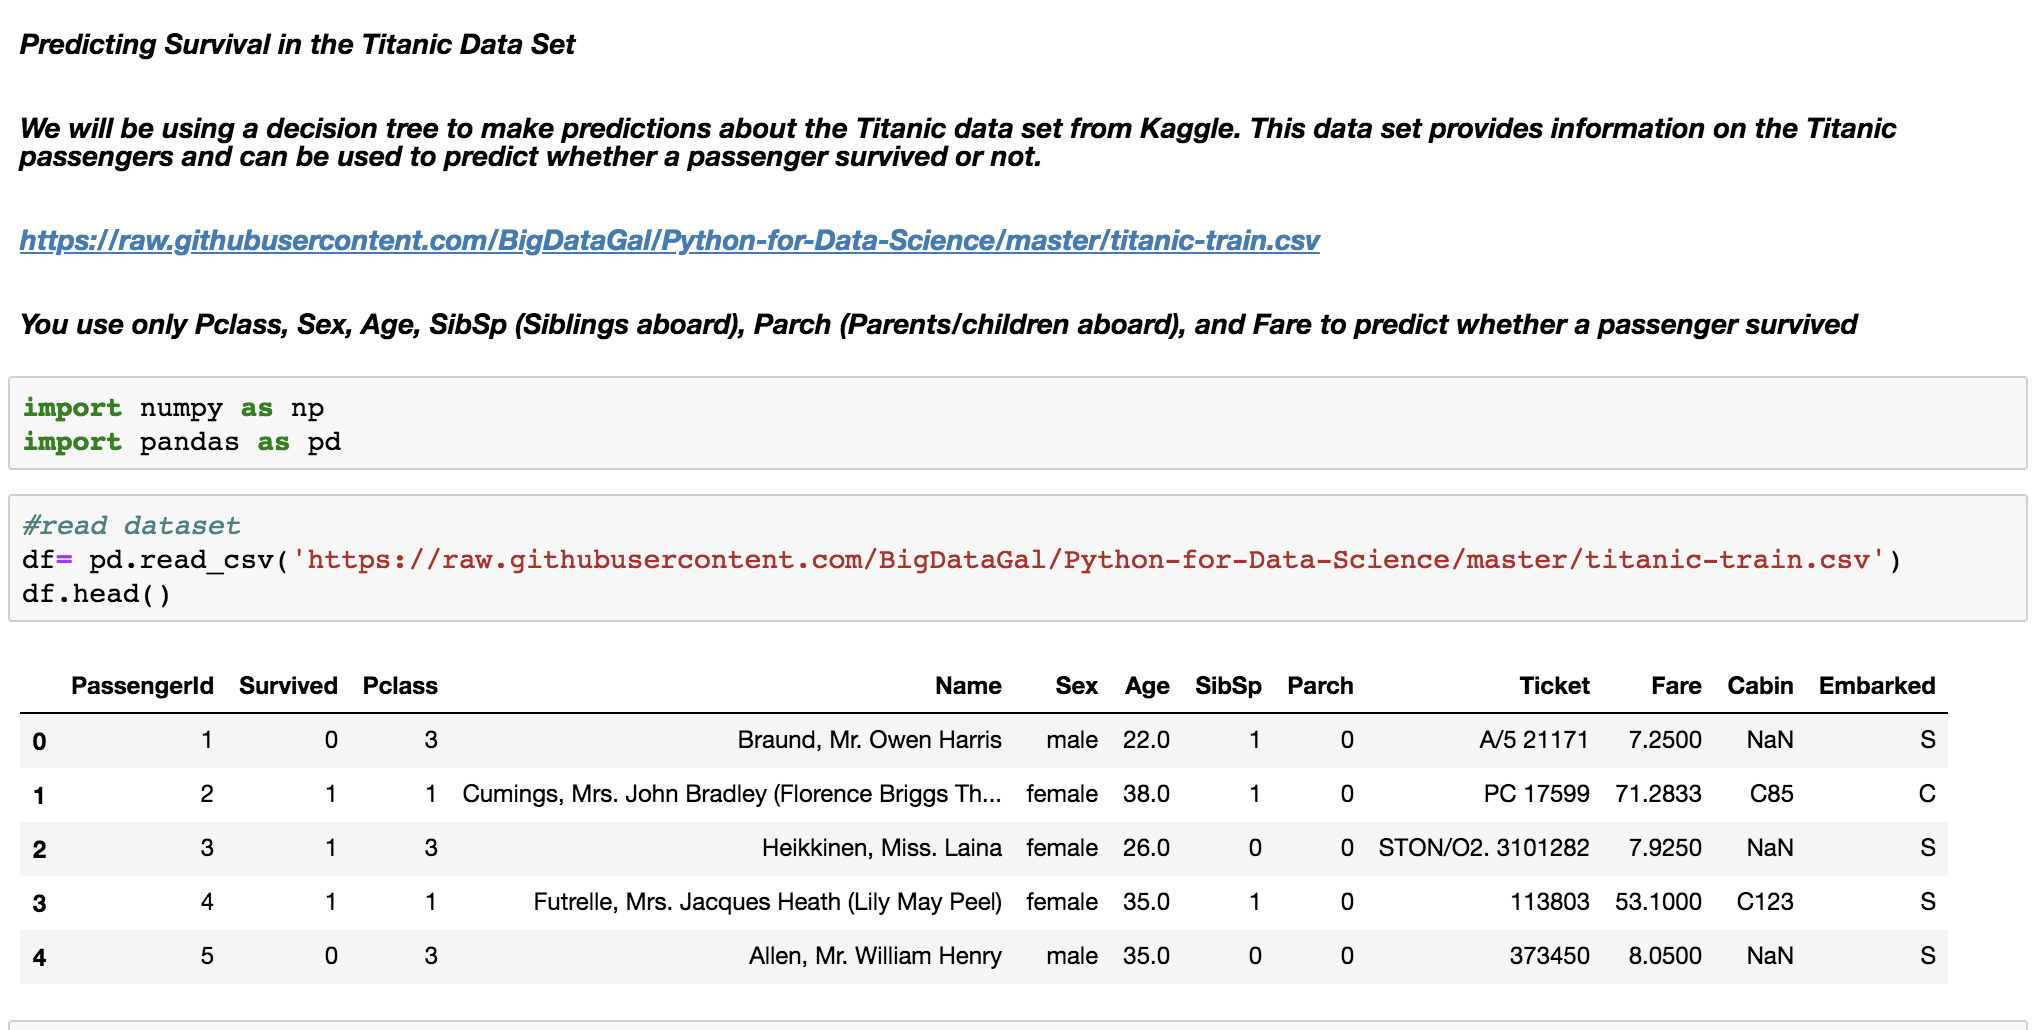 Predicting Survival in the Titanic Data Set
We will be using a decision tree to make predictions about the Titanic data set from Kaggle. This data set provides information on the Titanic
passengers and can be used to predict whether a passenger survived or not.
https://raw.githubusercontent.com/BigDataGal/Python-for-Data-Science/master/titanic-train.csv
You use only Pclass, Sex, Age, SibSp (Siblings aboard), Parch (Parents/children aboard), and Fare to predict whether a passenger survived
import numpy as np
import pandas as pd
#read dataset
df= pd.read_csv('https://raw.githubusercontent.com/BigDataGal/Python-for-Data-Science/master/titanic-train.csv')
df.head()
PassengerId Survived Pclass Name Sex Age SibSp Parch Ticket Fare Cabin Embarked
0 1 0 3 Braund, Mr. Owen Harris male 22.0 1 0 A/5 21171 7.2500 NaN S
1 2 1 1 Cumings, Mrs. John Bradley (Florence Briggs Th... female 38.0 1 0 PC 17599 71.2833 C85 C
2 3 1 3 Heikkinen, Miss. Laina female 26.0 0 0 STON/O2. 3101282 7.9250 NaN S
3 4 1 1 Futrelle, Mrs. Jacques Heath (Lily May Peel) female 35.0 1 0 113803 53.1000 C123 S
4 5 0 3 Allen, Mr. William Henry male 35.0 0 0 373450 8.0500 NaN S